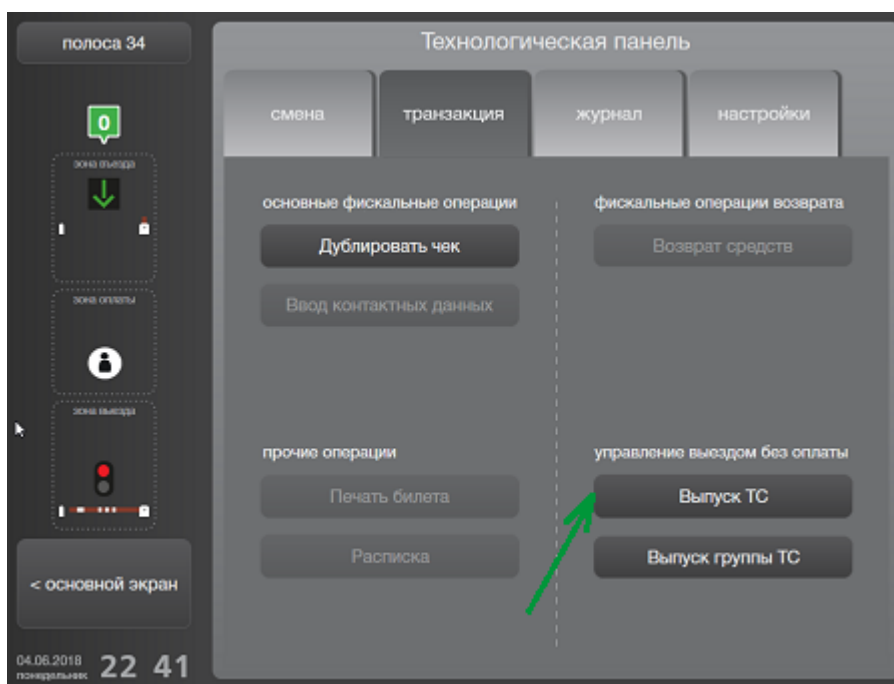 полоса 34
Технологическая панель
смена
транзакция
журнал
настройки
0
зона въезда
основные фискальные операции
фискальные операции возврата
Дублировать чек
Возврат средств
Ввод контактных данных
зона оплаты
зона выезда
прочие операции
управление выездом без оплаты
Печать билета
Выпуск ТС
Расписка
Выпуск группы ТС
< основной экран
04.06.2018
понедельник
22 41